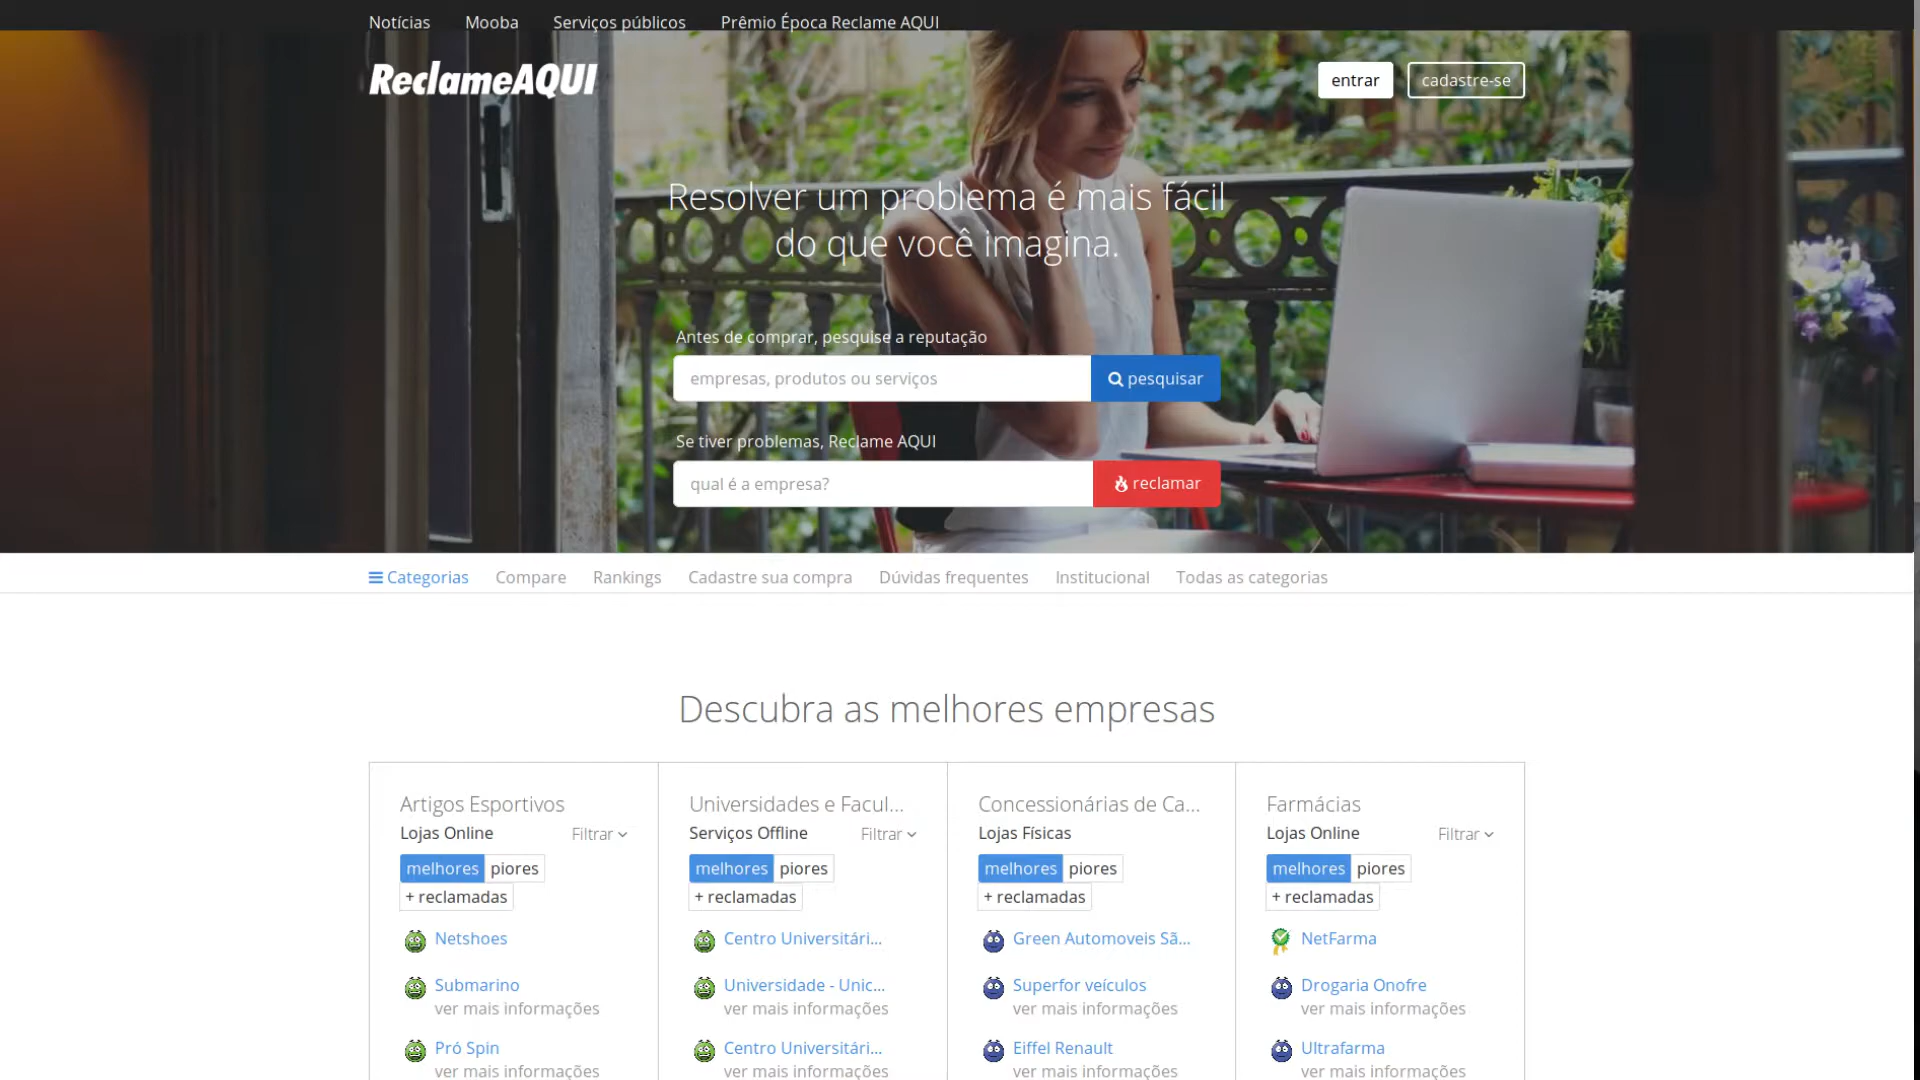 Notícias Mooba Serviços públicos Prêmio Época Reclame AQUI
ReclameAQUI
entrar cadastre-se
Resolver um problema é mais fácil
do que você imagina.
Antes de comprar, pesquise a reputação
empresas, produtos ou serviços pesquisar
Se tiver problemas, Reclame AQUI
qual é a empresa? reclamar
Categorias Compare Rankings Cadastre sua compra Dúvidas frequentes Institucional Todas as categorias
Descubra as melhores empresas
Artigos Esportivos
Lojas Online Filtrar
melhores piores
+ reclamadas
Netshoes
Submarino
ver mais informações
Pró Spin
ver mais informações
Universidades e Facul...
Serviços Offline Filtrar
melhores piores
+ reclamadas
Centro Universitári...
Universidade - Unic...
ver mais informações
Centro Universitári...
ver mais informações
Concessionárias de Ca...
Lojas Físicas
melhores piores
+ reclamadas
Green Automoveis Sã...
Superfor veículos
ver mais informações
Eiffel Renault
ver mais informações
Farmácias
Lojas Online Filtrar
melhores piores
+ reclamadas
NetFarma
Drogaria Onofre
ver mais informações
Ultrafarma
ver mais informações